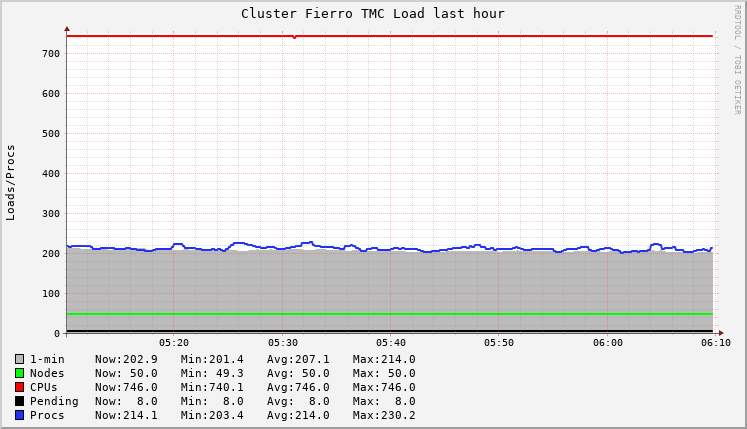 Cluster Fierro TMC Load last hour
RRDTOOL / TOBI OETIKER
Loads/Procs
700
600
500
400
300
200
100
0
05:20 05:30 05:40 05:50 06:00 06:10
1-min Now:202.9 Min:201.4 Avg:207.1 Max:214.0
Nodes Now: 50.0 Min: 49.3 Avg: 50.0 Max: 50.0
CPUs Now:746.0 Min:740.1 Avg:746.0 Max:746.0
Pending Now: 8.0 Min: 8.0 Avg: 8.0 Max: 8.0
Procs Now:214.1 Min:203.4 Avg:214.0 Max:230.2